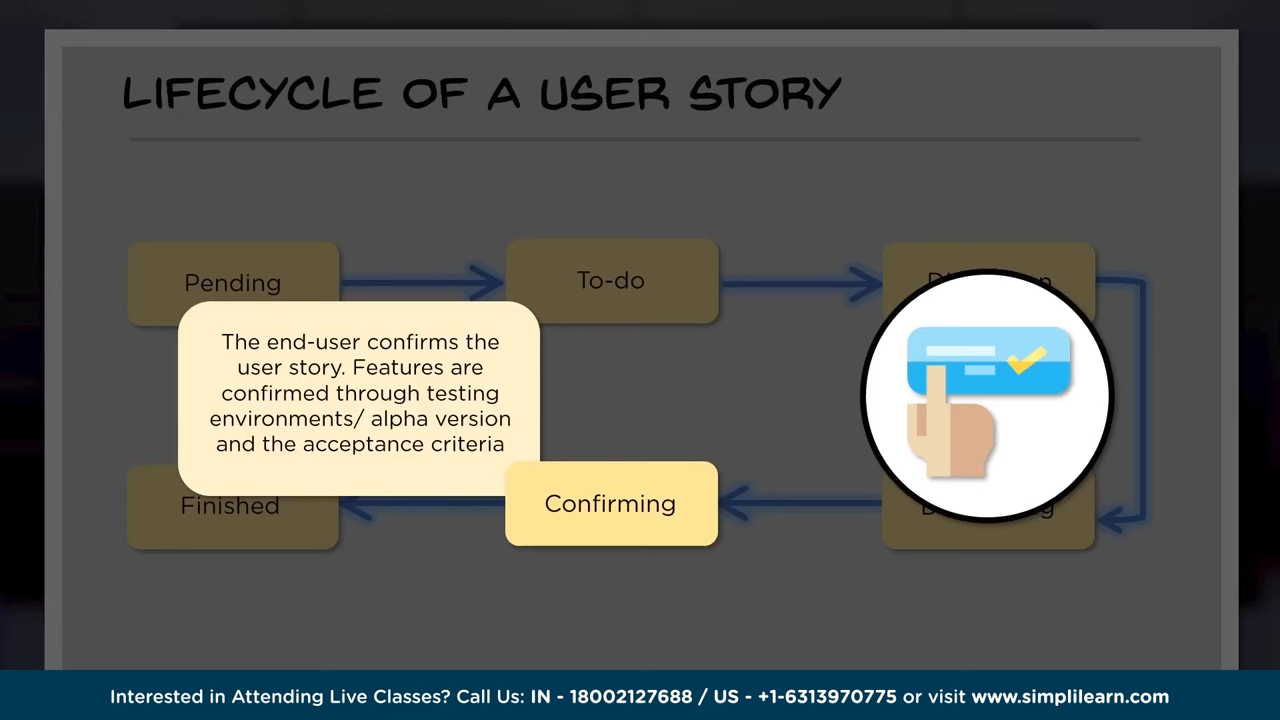 LIFECYCLE OF A USER STORY
Pending
To-do
The end-user confirms the
user story. Features are
confirmed through testing
environments/ alpha version
and the acceptance criteria
Finished
Confirming
Interested in Attending Live Classes? Call Us: IN - 18002127688 / US - +1-6313970775 or visit www.simplilearn.com